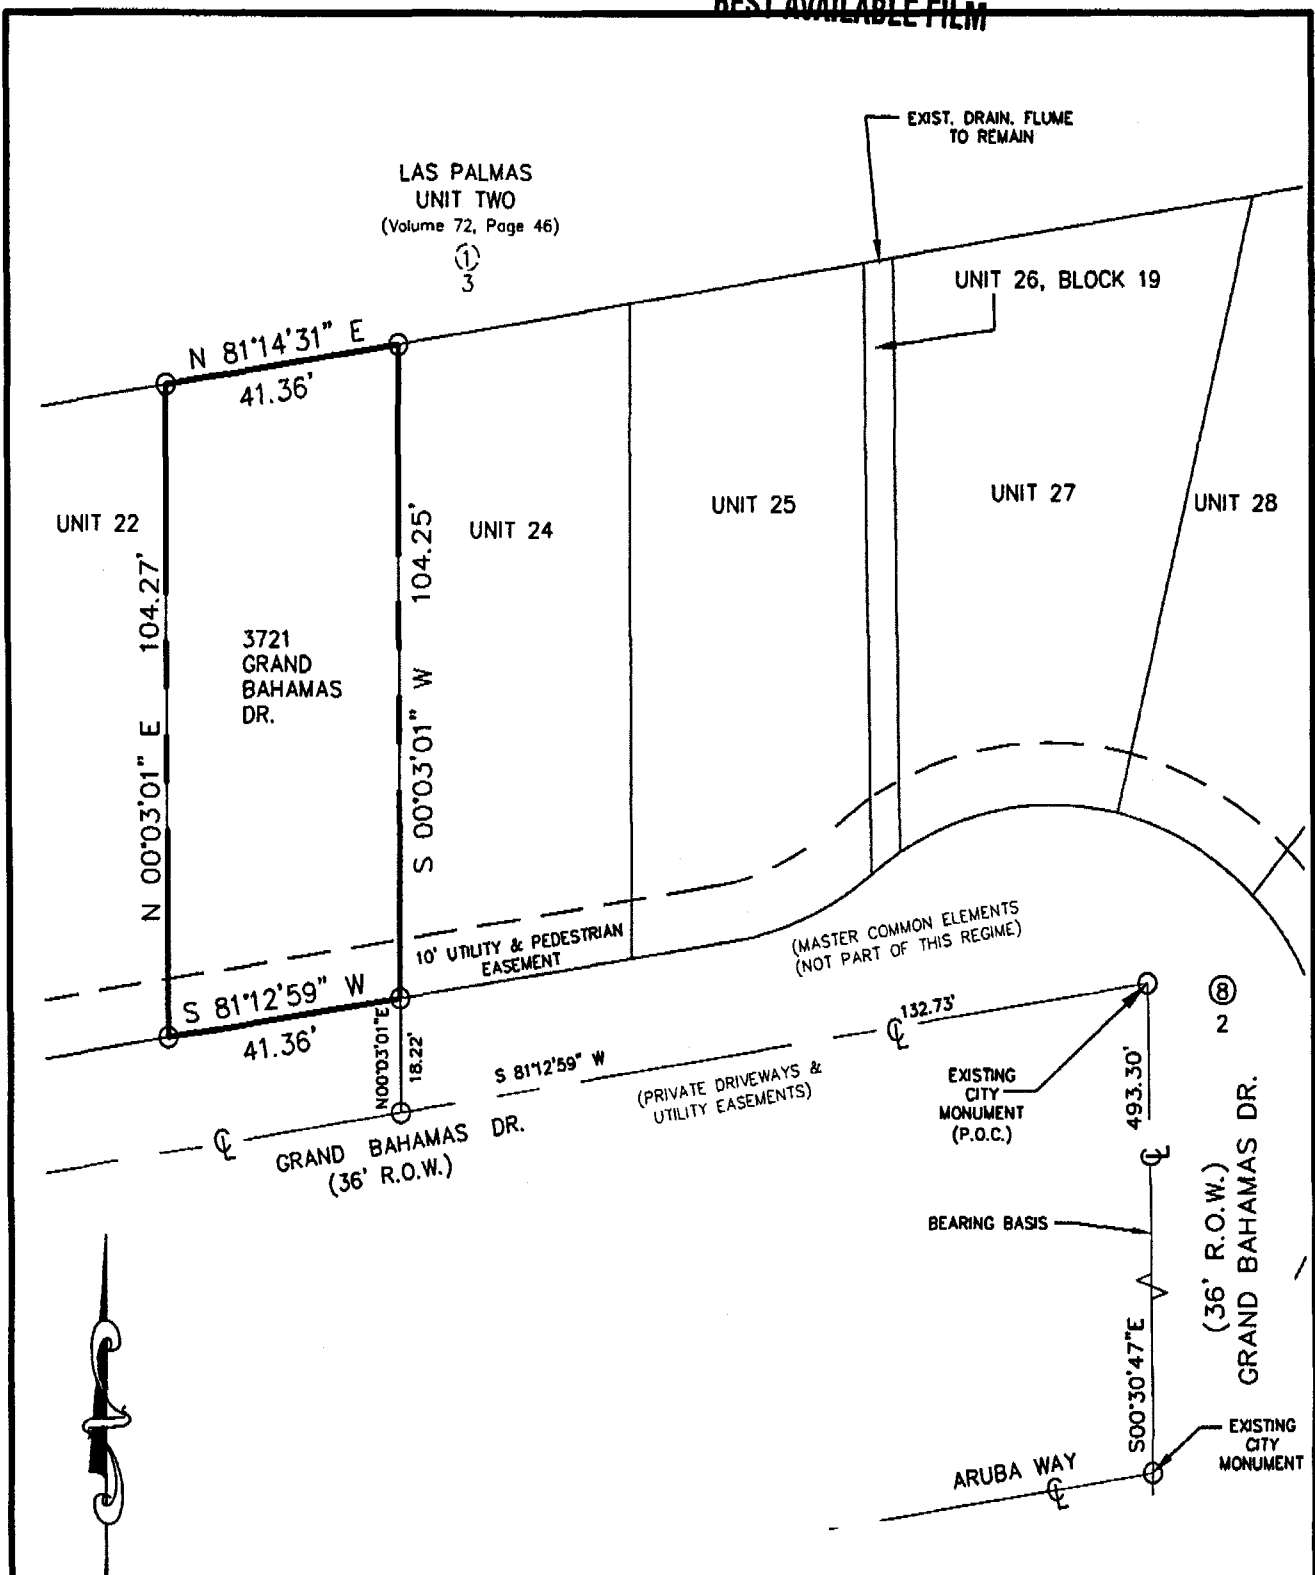 BEST AVAILABLE FILM
EXIST. DRAIN. FLUME
TO REMAIN
LAS PALMAS
UNIT TWO
(Volume 72, Page 46)
1
3
UNIT 26, BLOCK 19
N 81°14'31" E
41.36'
UNIT 22
UNIT 24
UNIT 25
UNIT 27
UNIT 28
N 00°03'01" E 104.27'
3721
GRAND
BAHAMAS
DR.
S 00°03'01" W 104.25'
10' UTILITY & PEDESTRIAN
EASEMENT
(MASTER COMMON ELEMENTS
(NOT PART OF THIS REGIME)
S 81°12'59" W
41.36'
N00°03'01"E
18.22'
S 81°12'59" W
132.73'
(PRIVATE DRIVEWAYS &
UTILITY EASEMENTS)
8
2
EXISTING
CITY
MONUMENT
(P.O.C.)
493.30'
GRAND BAHAMAS DR.
(36' R.O.W.)
BEARING BASIS
(36' R.O.W.)
GRAND BAHAMAS DR.
S00°30'47"E
ARUBA WAY
EXISTING
CITY
MONUMENT